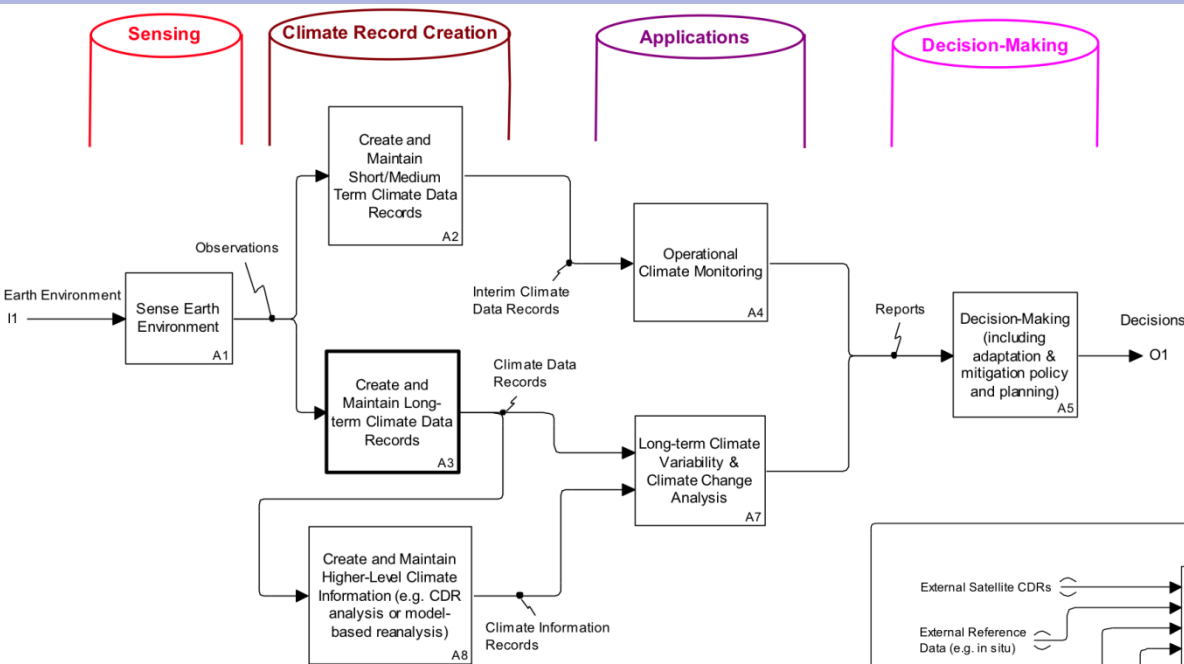 Sensing
Climate Record Creation
Applications
Decision-Making
Create and
Maintain
Short/Medium
Term Climate Data
Records
A2
Observations
Earth Environment
I1
Sense Earth
Environment
A1
Interim Climate
Data Records
Operational
Climate Monitoring
A4
Reports
Decision-Making
(including
adaptation &
mitigation policy
and planning)
A5
Decisions
O1
Create and
Maintain Long-
term Climate Data
Records
A3
Climate Data
Records
Long-term Climate
Variability &
Climate Change
Analysis
A7
Create and Maintain
Higher-Level Climate
Information (e.g. CDR
analysis or model-
based reanalysis)
A8
Climate Information
Records
External Satellite CDRs
External Reference
Data (e.g. in situ)